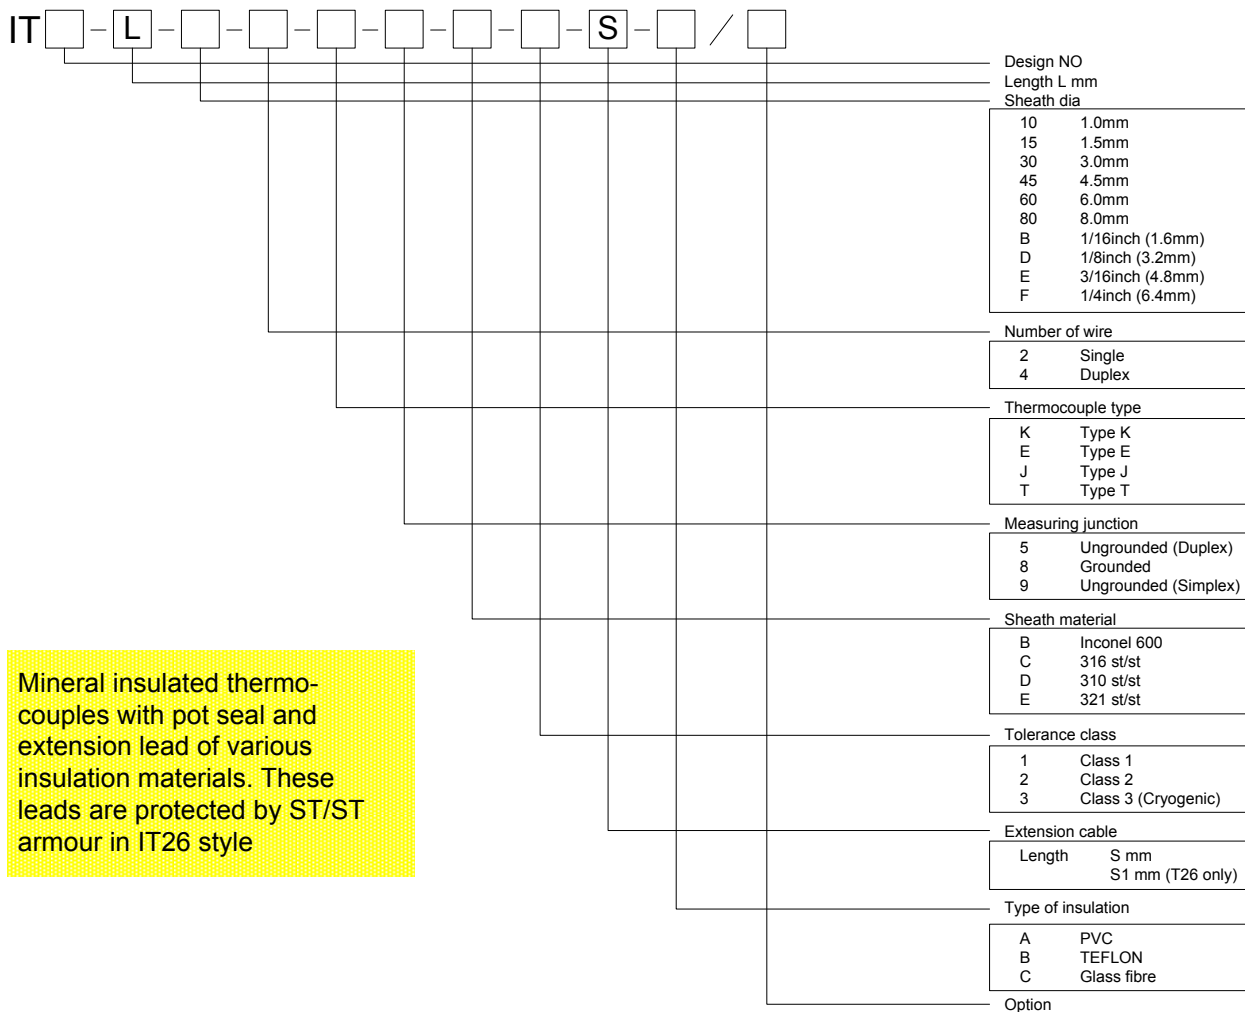 IT – L – – – – – – – S – /
Design NO
Length L mm
Sheath dia
10 1.0mm
15 1.5mm
30 3.0mm
45 4.5mm
60 6.0mm
80 8.0mm
B 1/16inch (1.6mm)
D 1/8inch (3.2mm)
E 3/16inch (4.8mm)
F 1/4inch (6.4mm)
Number of wire
2 Single
4 Duplex
Thermocouple type
K Type K
E Type E
J Type J
T Type T
Measuring junction
5 Ungrounded (Duplex)
8 Grounded
9 Ungrounded (Simplex)
Sheath material
B Inconel 600
C 316 st/st
D 310 st/st
E 321 st/st
Tolerance class
1 Class 1
2 Class 2
3 Class 3 (Cryogenic)
Extension cable
Length S mm
S1 mm (T26 only)
Type of insulation
A PVC
B TEFLON
C Glass fibre
Option
Mineral insulated thermo-
couples with pot seal and
extension lead of various
insulation materials. These
leads are protected by ST/ST
armour in IT26 style